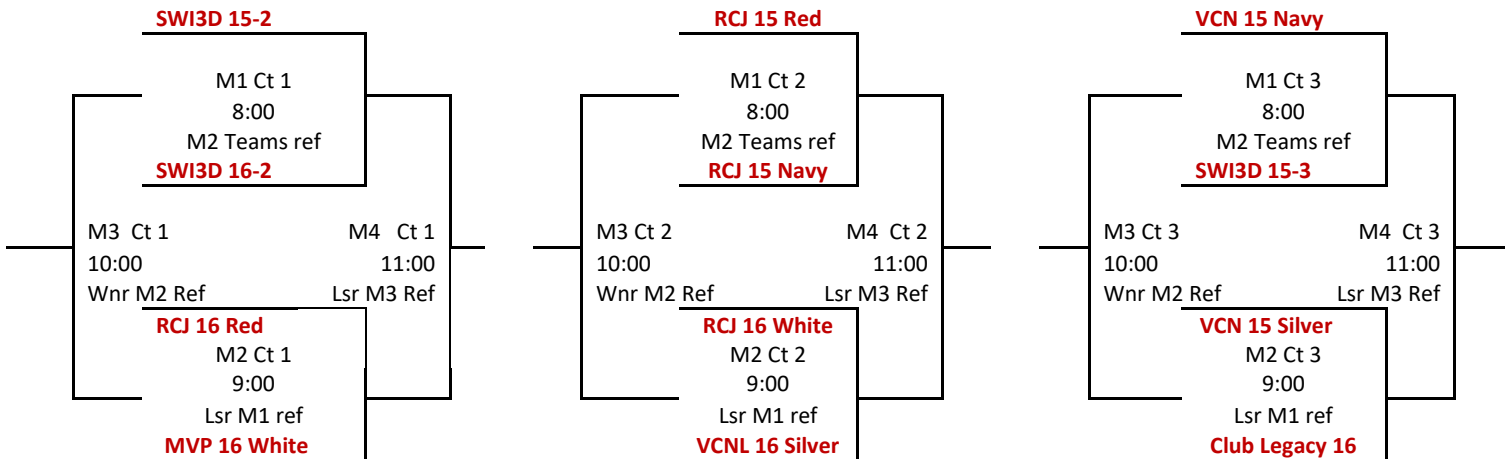 SWI3D 15-2
M1 Ct 1
8:00
M2 Teams ref
SWI3D 16-2
M3 Ct 1
10:00
Wnr M2 Ref
M4 Ct 1
11:00
Lsr M3 Ref
RCJ 16 Red
M2 Ct 1
9:00
Lsr M1 ref
MVP 16 White
RCJ 15 Red
M1 Ct 2
8:00
M2 Teams ref
RCJ 15 Navy
M3 Ct 2
10:00
Wnr M2 Ref
M4 Ct 2
11:00
Lsr M3 Ref
RCJ 16 White
M2 Ct 2
9:00
Lsr M1 ref
VCNL 16 Silver
VCN 15 Navy
M1 Ct 3
8:00
M2 Teams ref
SWI3D 15-3
M3 Ct 3
10:00
Wnr M2 Ref
M4 Ct 3
11:00
Lsr M3 Ref
VCN 15 Silver
M2 Ct 3
9:00
Lsr M1 ref
Club Legacy 16